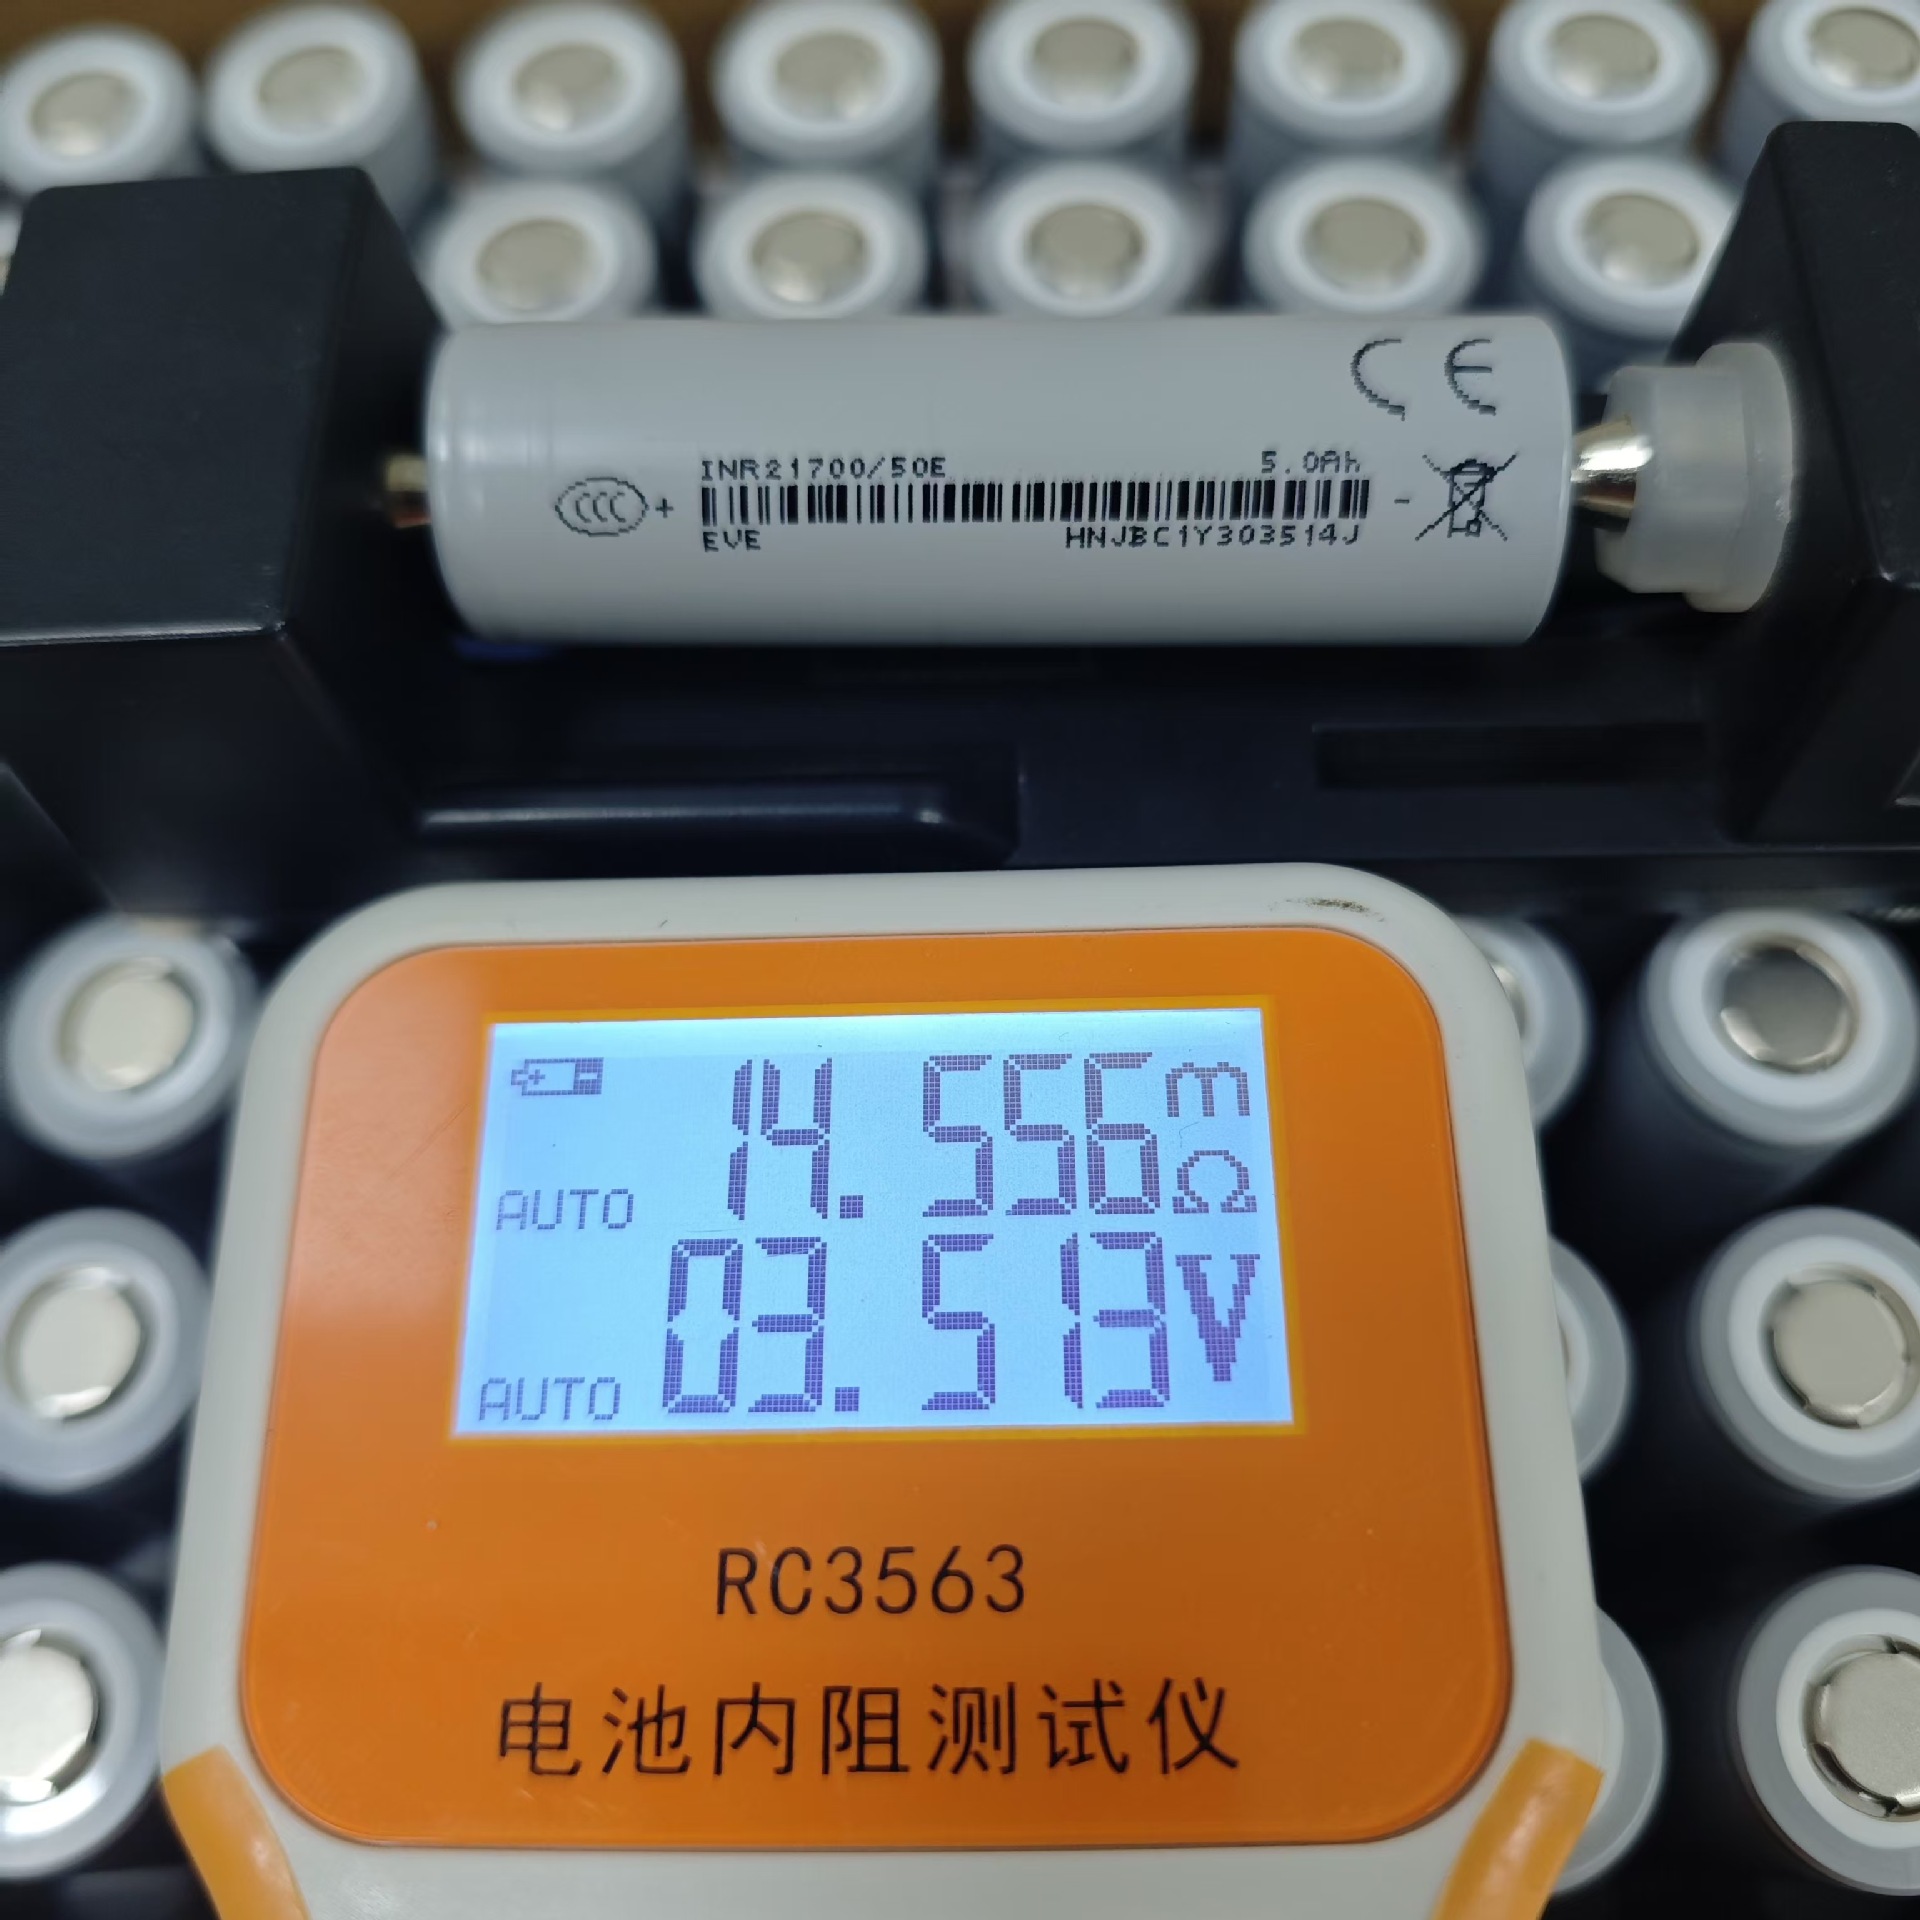 CE
INR21700/50E 5.0Ah
CCC + -
EVE HNJBC1Y303514J
14.556mΩ
AUTO
03.513V
AUTO
RC3563
电池内阻测试仪